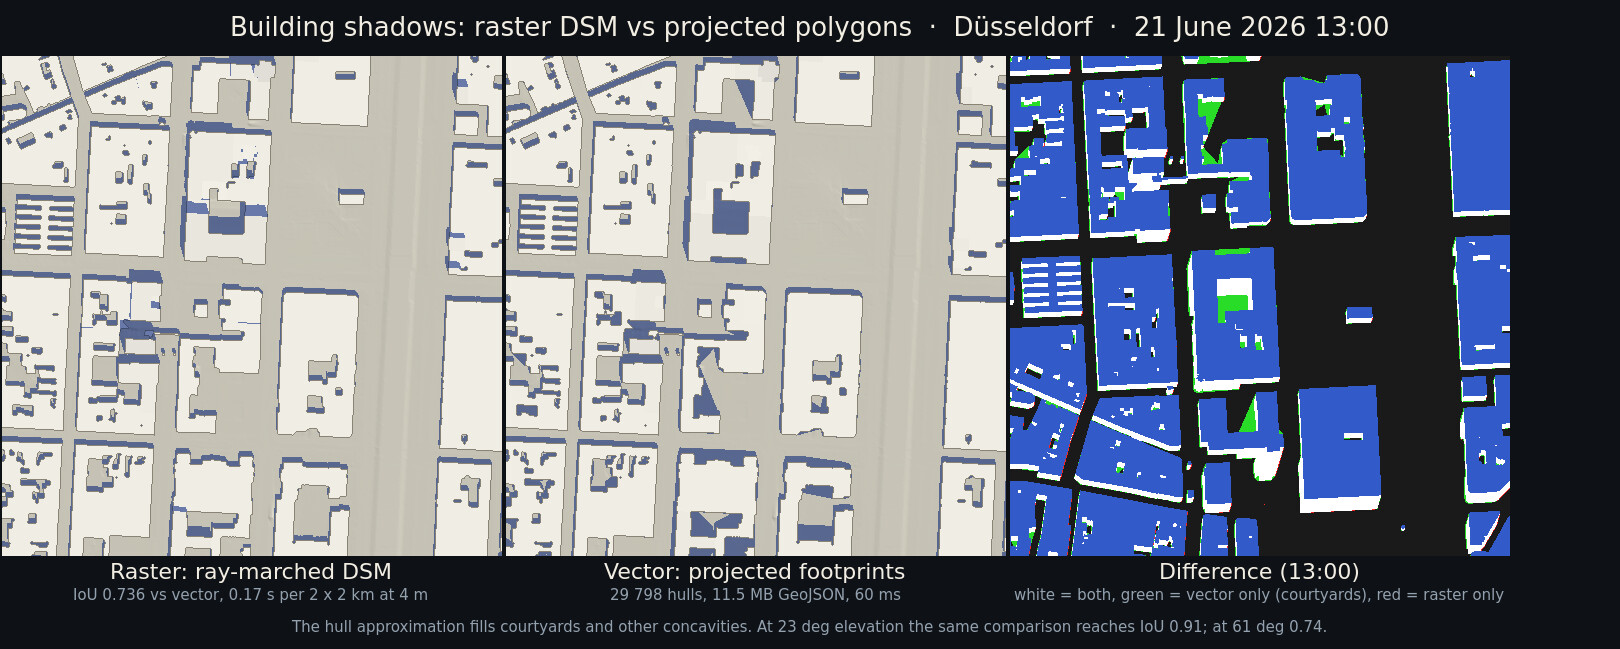 Building shadows: raster DSM vs projected polygons · Düsseldorf · 21 June 2026 13:00
Raster: ray-marched DSM
IoU 0.736 vs vector, 0.17 s per 2 x 2 km at 4 m
Vector: projected footprints
29 798 hulls, 11.5 MB GeoJSON, 60 ms
Difference (13:00)
white = both, green = vector only (courtyards), red = raster only
The hull approximation fills courtyards and other concavities. At 23 deg elevation the same comparison reaches IoU 0.91; at 61 deg 0.74.